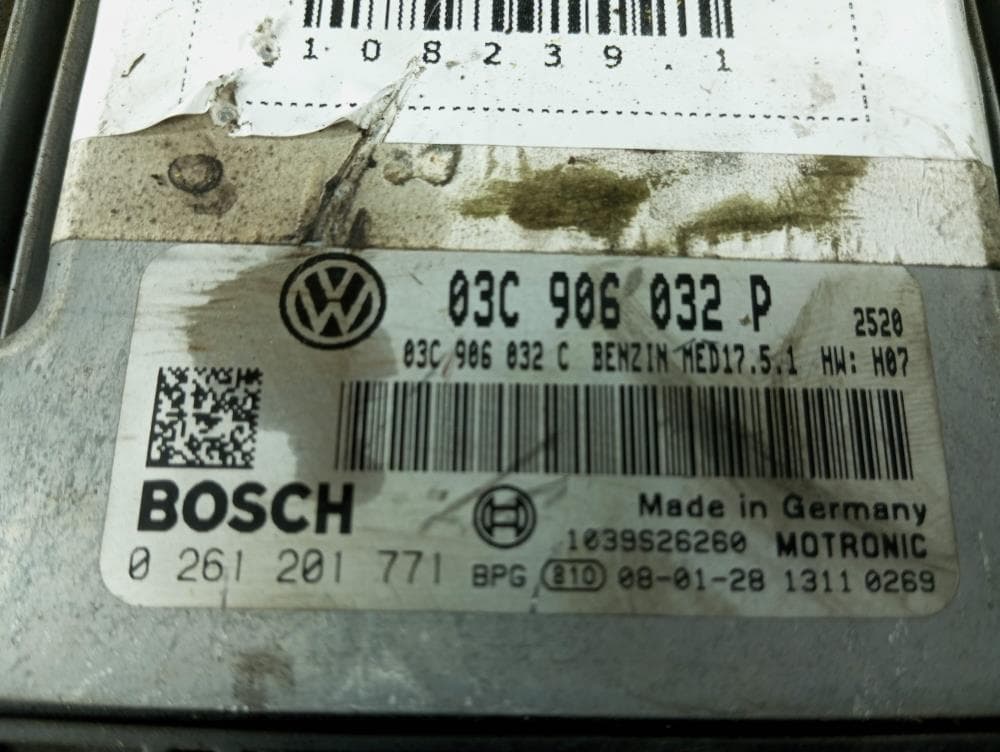 108239.1
03C 906 032 P 2520
03C 906 032 C BENZIN MED17.5.1 HW: H07
BOSCH
Made in Germany
1039S26260 MOTRONIC
0 261 201 771 BPG 810 08-01-28 1311 0269